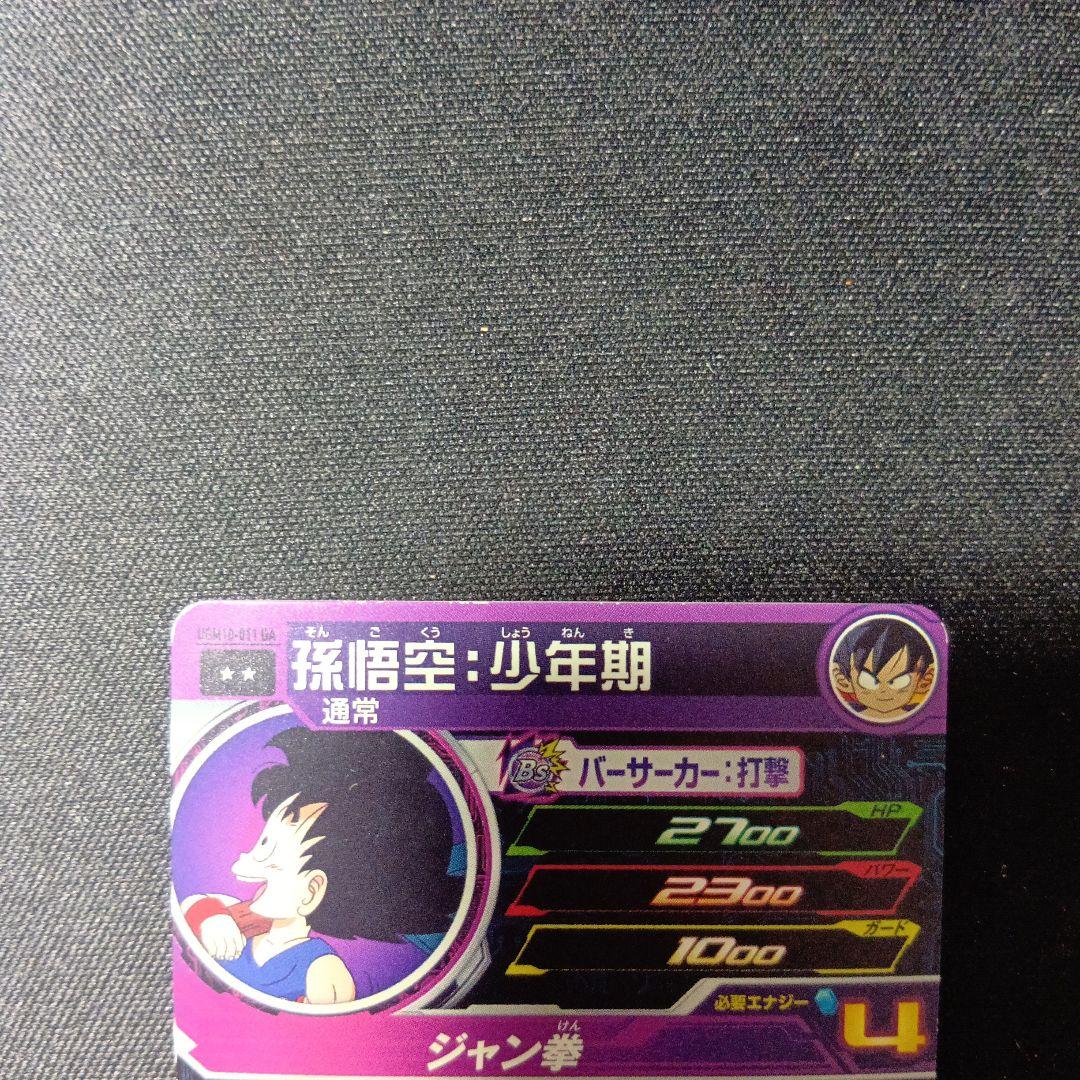 UGM10-011 UA
そん ご くう しょう ねん き
孫悟空:少年期
★★
通常
Bs バーサーカー:打撃
HP
2700
パワー
2300
ガード
1000
必要エナジー 4
けん
ジャン拳